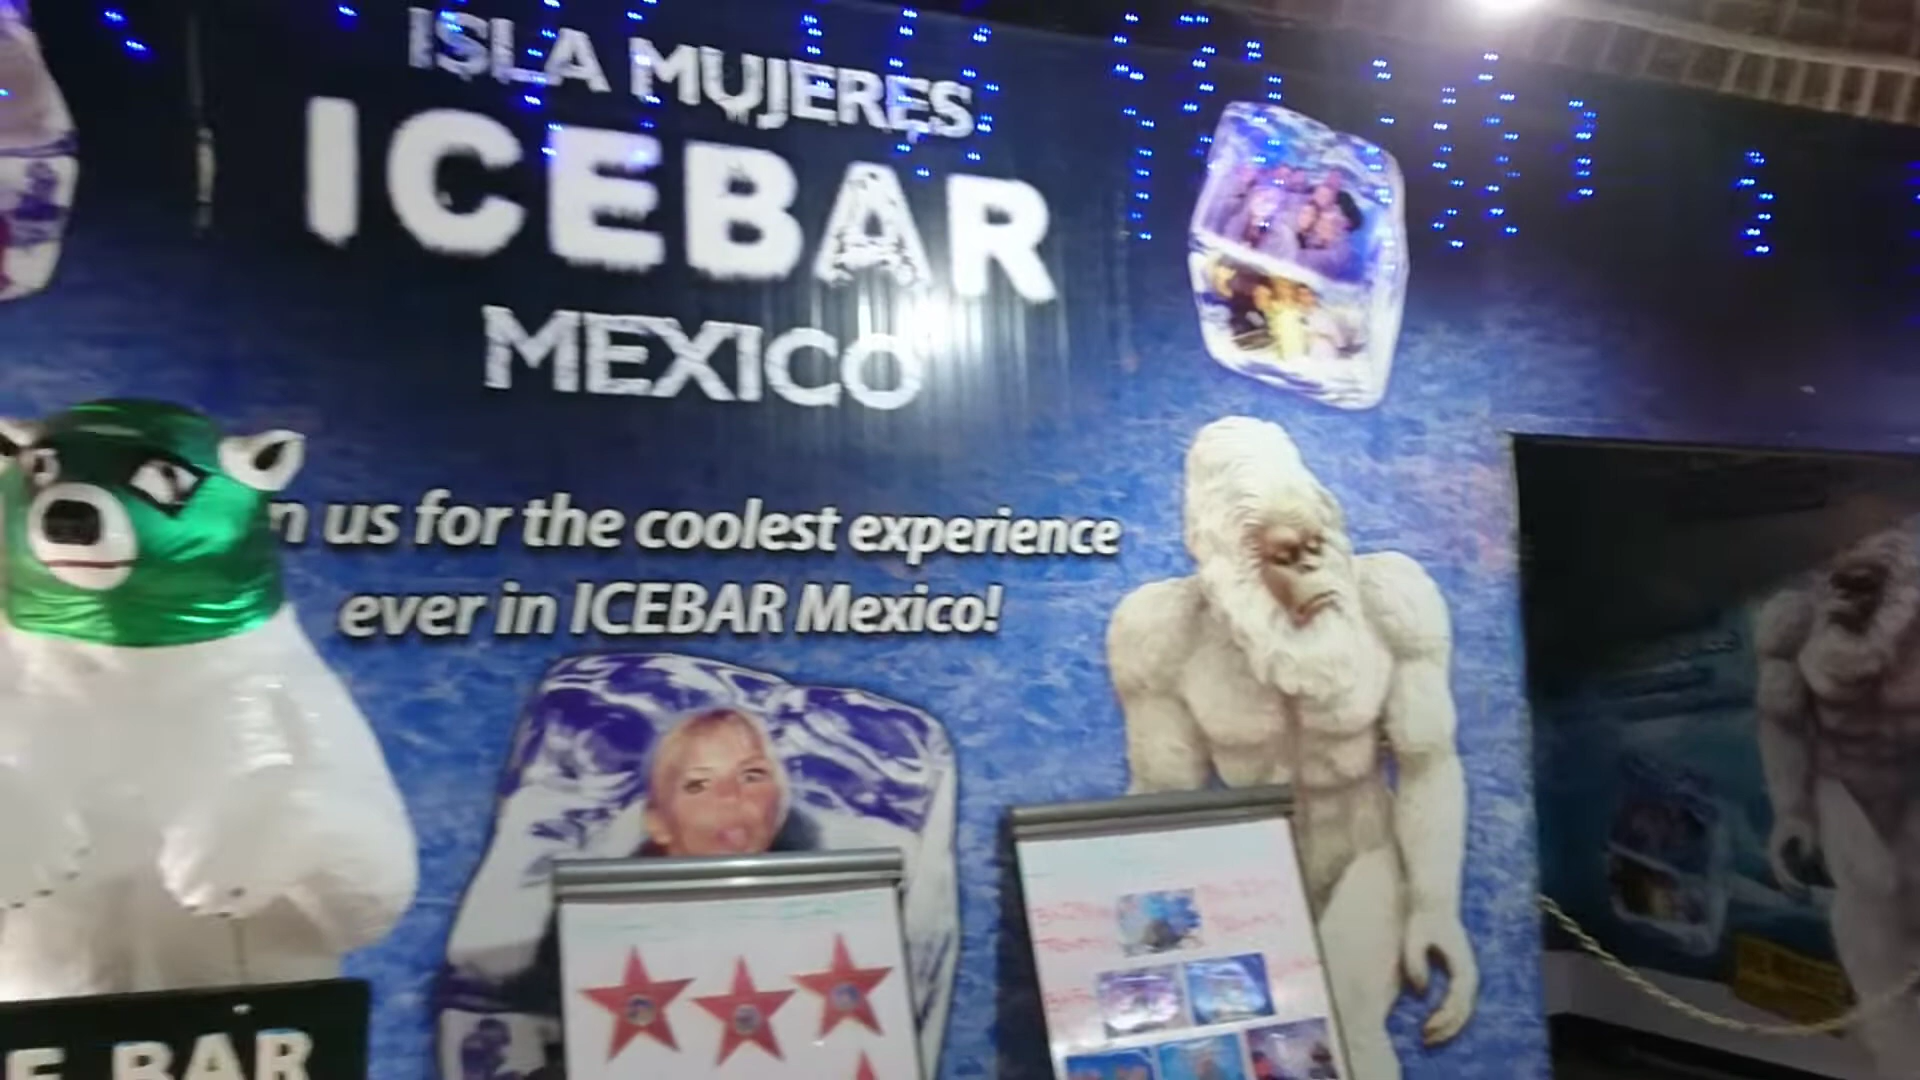 ISLA MUJERES
ICEBAR
MEXICO
n us for the coolest experience
ever in ICEBAR Mexico!
E BAR